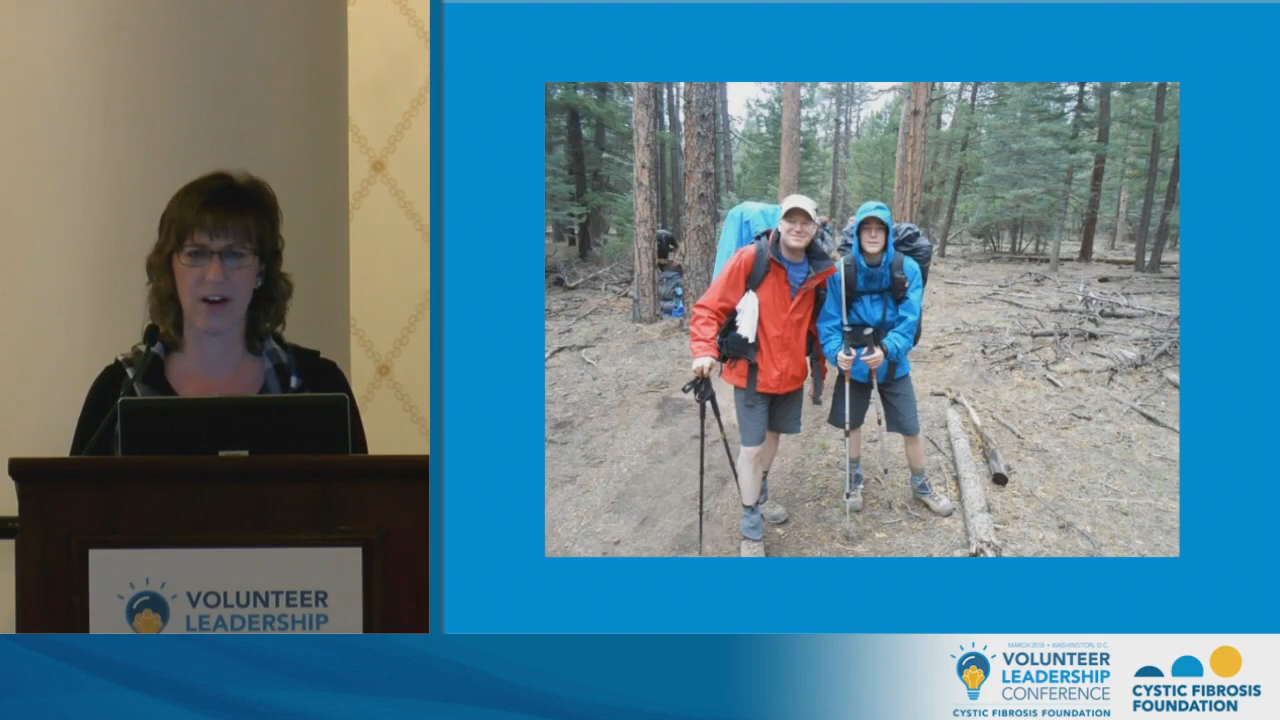 VOLUNTEER
LEADERSHIP
MARCH 2018 • WASHINGTON, D.C.
VOLUNTEER
LEADERSHIP
CONFERENCE
CYSTIC FIBROSIS FOUNDATION
CYSTIC FIBROSIS
FOUNDATION